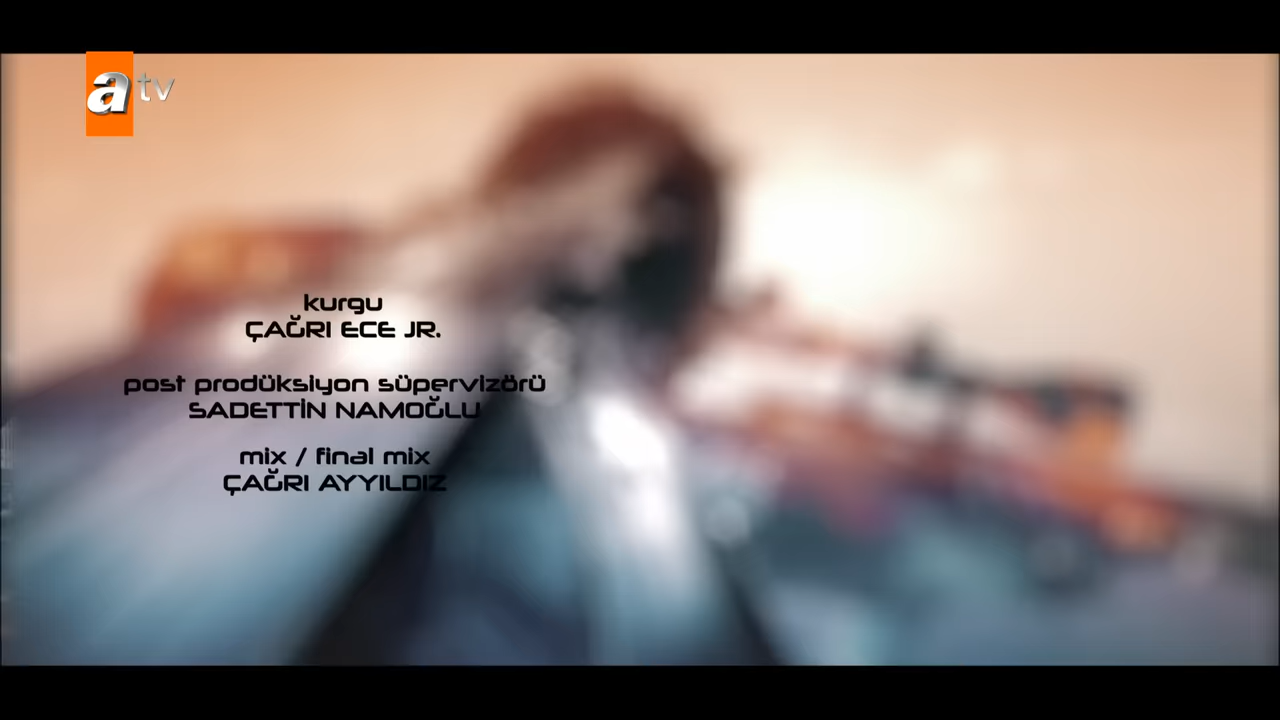 atv
kurgu
ÇAĞRI ECE JR.
post prodüksiyon süpervizörü
SADETTİN NAMOĞLU
mix / final mix
ÇAĞRI AYYILDIZ